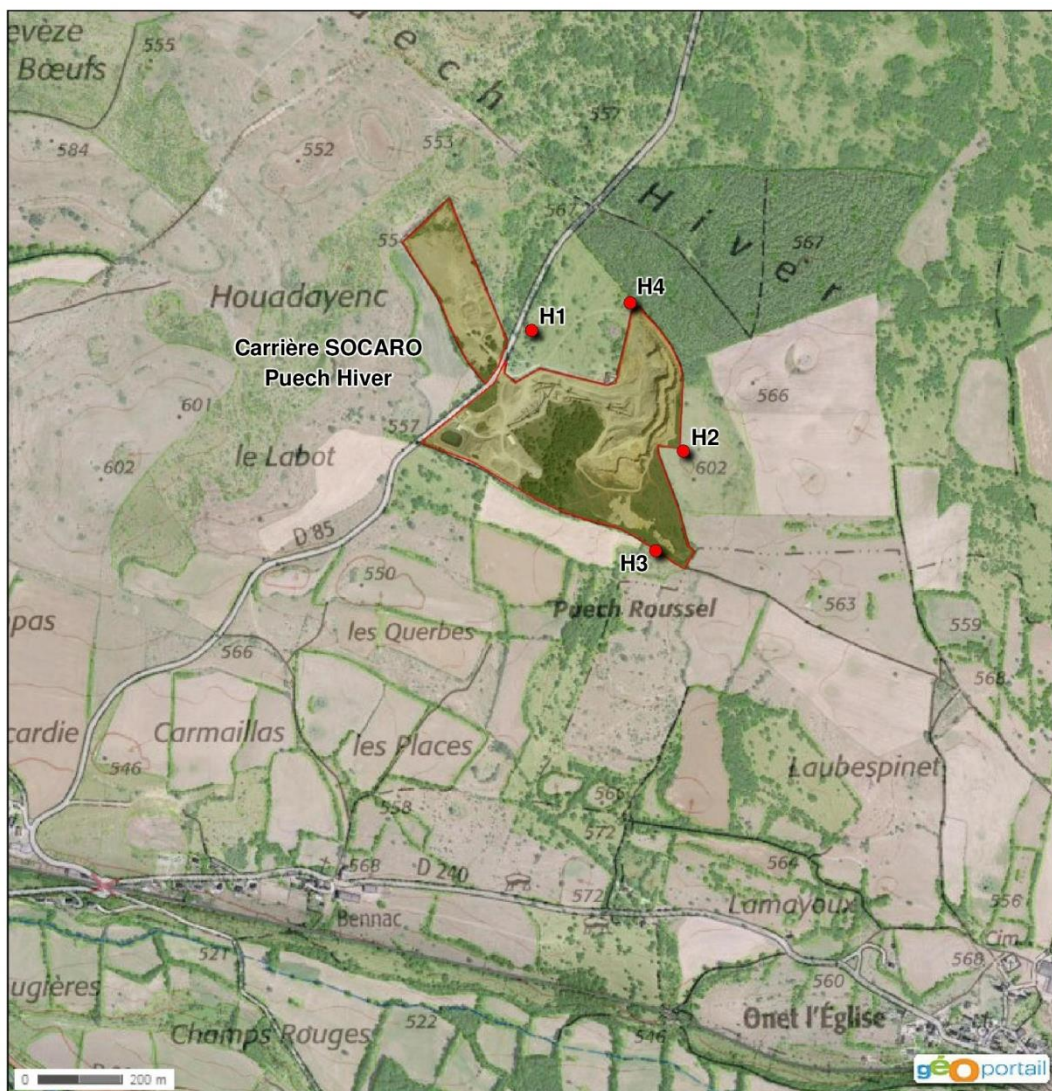 evèze
Bœufs
555
ech
557
584
552
553
567
Hiver
567
55
Houadayenc
H4
H1
Carrière SOCARO
Puech Hiver
566
601
557
H2
le Labot
602
602
D 85
H3
550
563
Puech Roussel
559
les Querbes
pas
566
568
cardie
Carmaillas
les Places
Laubespinet
546
558
566
572
568
D 240
564
572
Lamayoux
556
Bennac
Cim.
521
568
560
ugières
522
Onet l'Église
546
Champs Rouges
0 200 m
géoportail